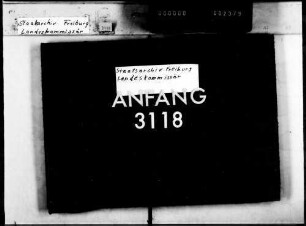 Staatsarchiv Freiburg
Landeskommissär
Staatsarchiv Freiburg
Landeskommissär
ANFANG
3118